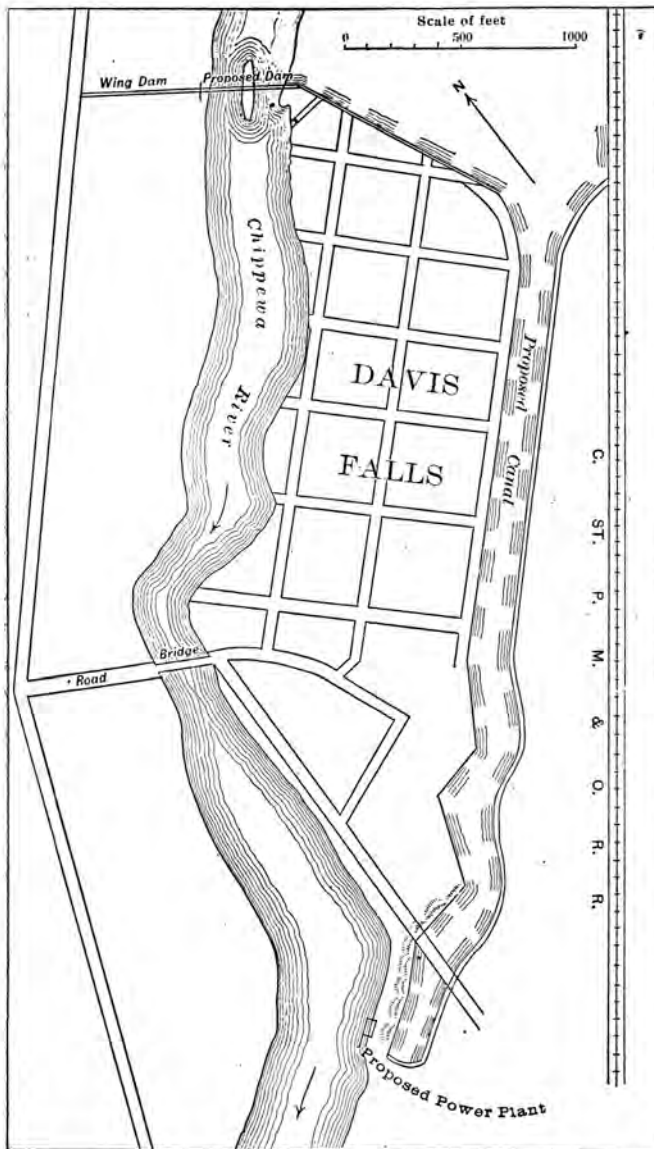 Scale of feet
0 500 1000
Wing Dam
Proposed Dam
N
Chippewa
River
Proposed
Canal
DAVIS
FALLS
C. ST. P. M. & O. R. R.
Bridge
Road
Proposed Power Plant